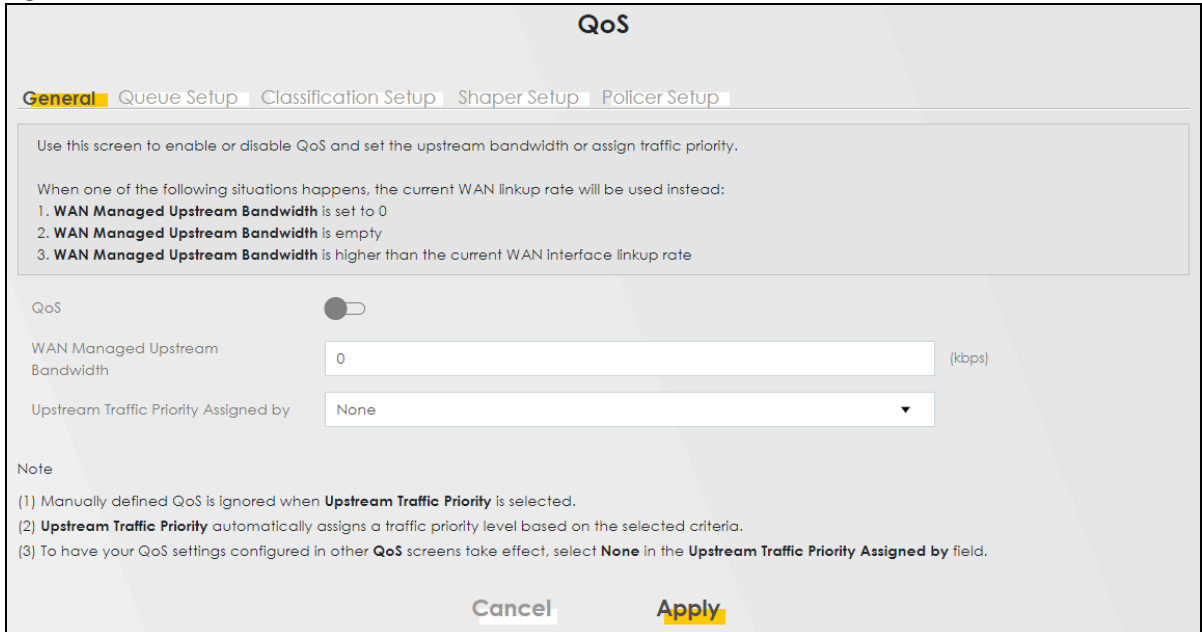 QoS
General Queue Setup Classification Setup Shaper Setup Policer Setup
Use this screen to enable or disable QoS and set the upstream bandwidth or assign traffic priority.
When one of the following situations happens, the current WAN linkup rate will be used instead:
1. WAN Managed Upstream Bandwidth is set to 0
2. WAN Managed Upstream Bandwidth is empty
3. WAN Managed Upstream Bandwidth is higher than the current WAN interface linkup rate
QoS
WAN Managed Upstream
Bandwidth
0 (kbps)
Upstream Traffic Priority Assigned by None
Note
(1) Manually defined QoS is ignored when Upstream Traffic Priority is selected.
(2) Upstream Traffic Priority automatically assigns a traffic priority level based on the selected criteria.
(3) To have your QoS settings configured in other QoS screens take effect, select None in the Upstream Traffic Priority Assigned by field.
Cancel Apply